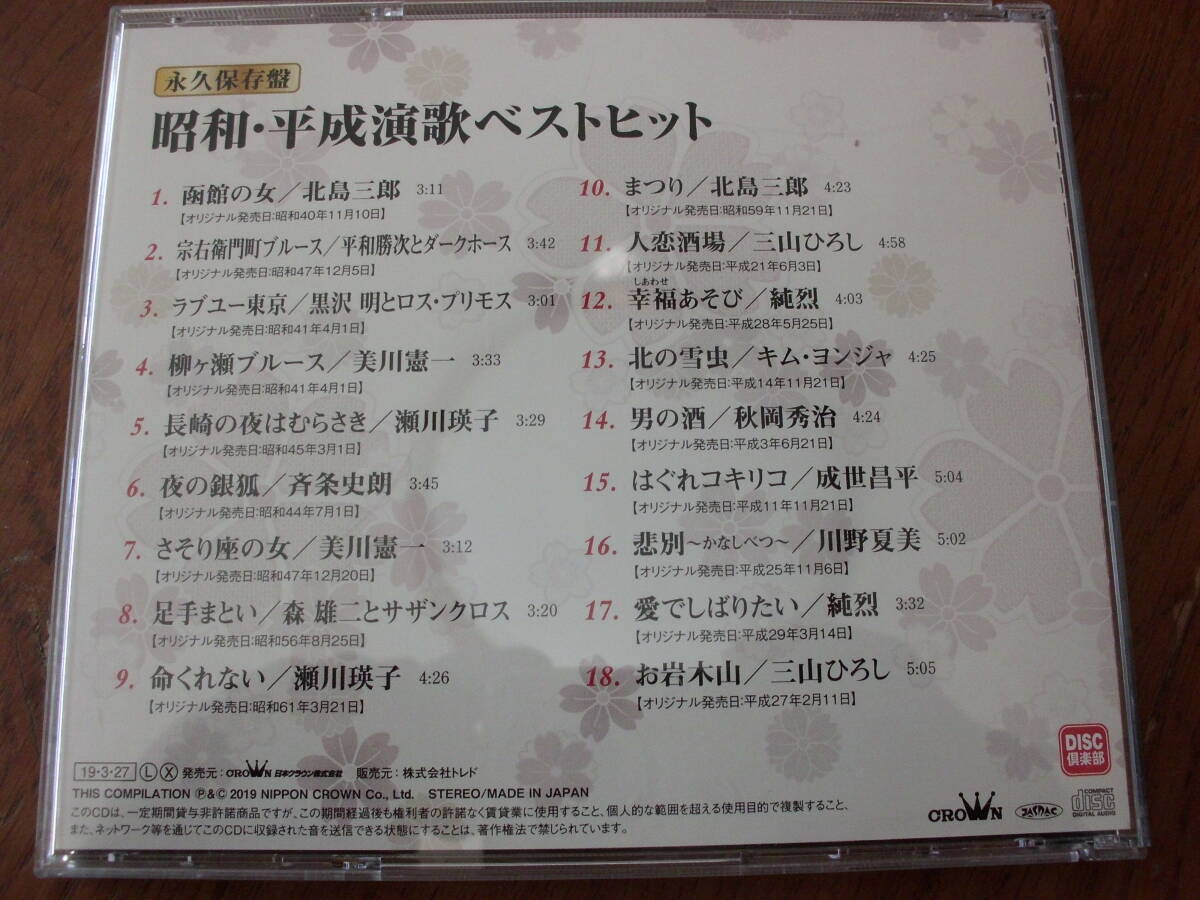 永久保存盤
昭和・平成演歌ベストヒット
1. 函館の女／北島三郎 3:11
【オリジナル発売日:昭和40年11月10日】
2. 宗右衛門町ブルース／平和勝次とダークホース 3:42
【オリジナル発売日:昭和47年12月5日】
3. ラブユー東京／黒沢 明とロス・プリモス 3:01
【オリジナル発売日:昭和41年4月1日】
4. 柳ヶ瀬ブルース／美川憲一 3:33
【オリジナル発売日:昭和41年4月1日】
5. 長崎の夜はむらさき／瀬川瑛子 3:29
【オリジナル発売日:昭和45年3月1日】
6. 夜の銀狐／斉条史朗 3:45
【オリジナル発売日:昭和44年7月1日】
7. さそり座の女／美川憲一 3:12
【オリジナル発売日:昭和47年12月20日】
8. 足手まとい／森 雄二とサザンクロス 3:20
【オリジナル発売日:昭和56年8月25日】
9. 命くれない／瀬川瑛子 4:26
【オリジナル発売日:昭和61年3月21日】
10. まつり／北島三郎 4:23
【オリジナル発売日:昭和59年11月21日】
11. 人恋酒場／三山ひろし 4:58
【オリジナル発売日:平成21年6月3日】
しあわせ
12. 幸福あそび／純烈 4:03
【オリジナル発売日:平成28年5月25日】
13. 北の雪虫／キム・ヨンジャ 4:25
【オリジナル発売日:平成14年11月21日】
14. 男の酒／秋岡秀治 4:24
【オリジナル発売日:平成3年6月21日】
15. はぐれコキリコ／成世昌平 5:04
【オリジナル発売日:平成11年11月21日】
16. 悲別～かなしべつ～／川野夏美 5:02
【オリジナル発売日:平成25年11月6日】
17. 愛でしばりたい／純烈 3:32
【オリジナル発売日:平成29年3月14日】
18. お岩木山／三山ひろし 5:05
【オリジナル発売日:平成27年2月11日】
DISC
倶楽部
19・3・27 Ⓛ Ⓧ 発売元: CROWN 日本クラウン株式会社 販売元: 株式会社トレド
THIS COMPILATION ℗&© 2019 NIPPON CROWN Co., Ltd. STEREO/MADE IN JAPAN
このCDは、一定期間貸与非許諾商品ですが、この期間経過後も権利者の許諾なく賃貸業に使用すること、個人的な範囲を超える使用目的で複製すること、
また、ネットワーク等を通じてこのCDに収録された音を送信できる状態にすることは、著作権法で禁じられています。
CROWN JASRAC COMPACT disc DIGITAL AUDIO